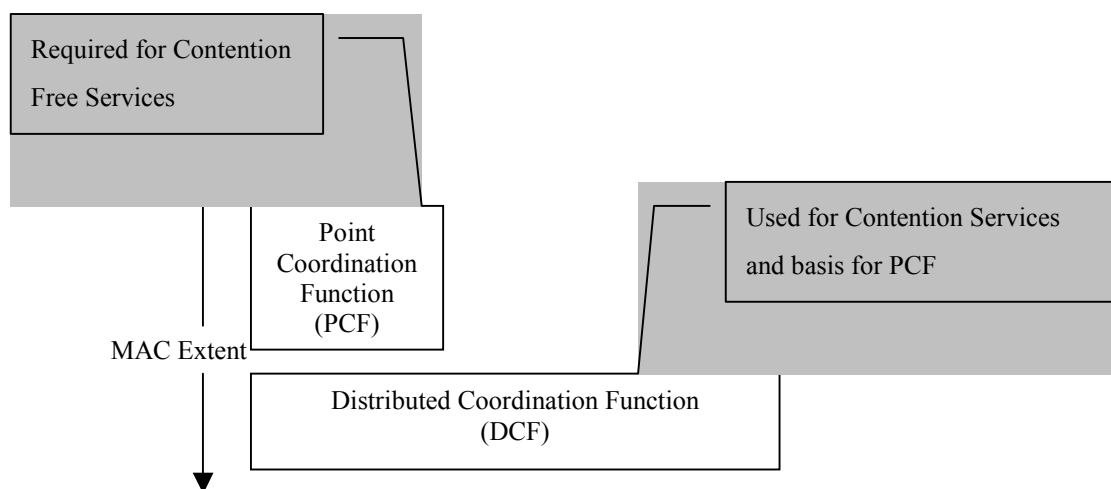 Required for Contention
Free Services
Used for Contention Services
and basis for PCF
Point
Coordination
Function
(PCF)
MAC Extent
Distributed Coordination Function
(DCF)